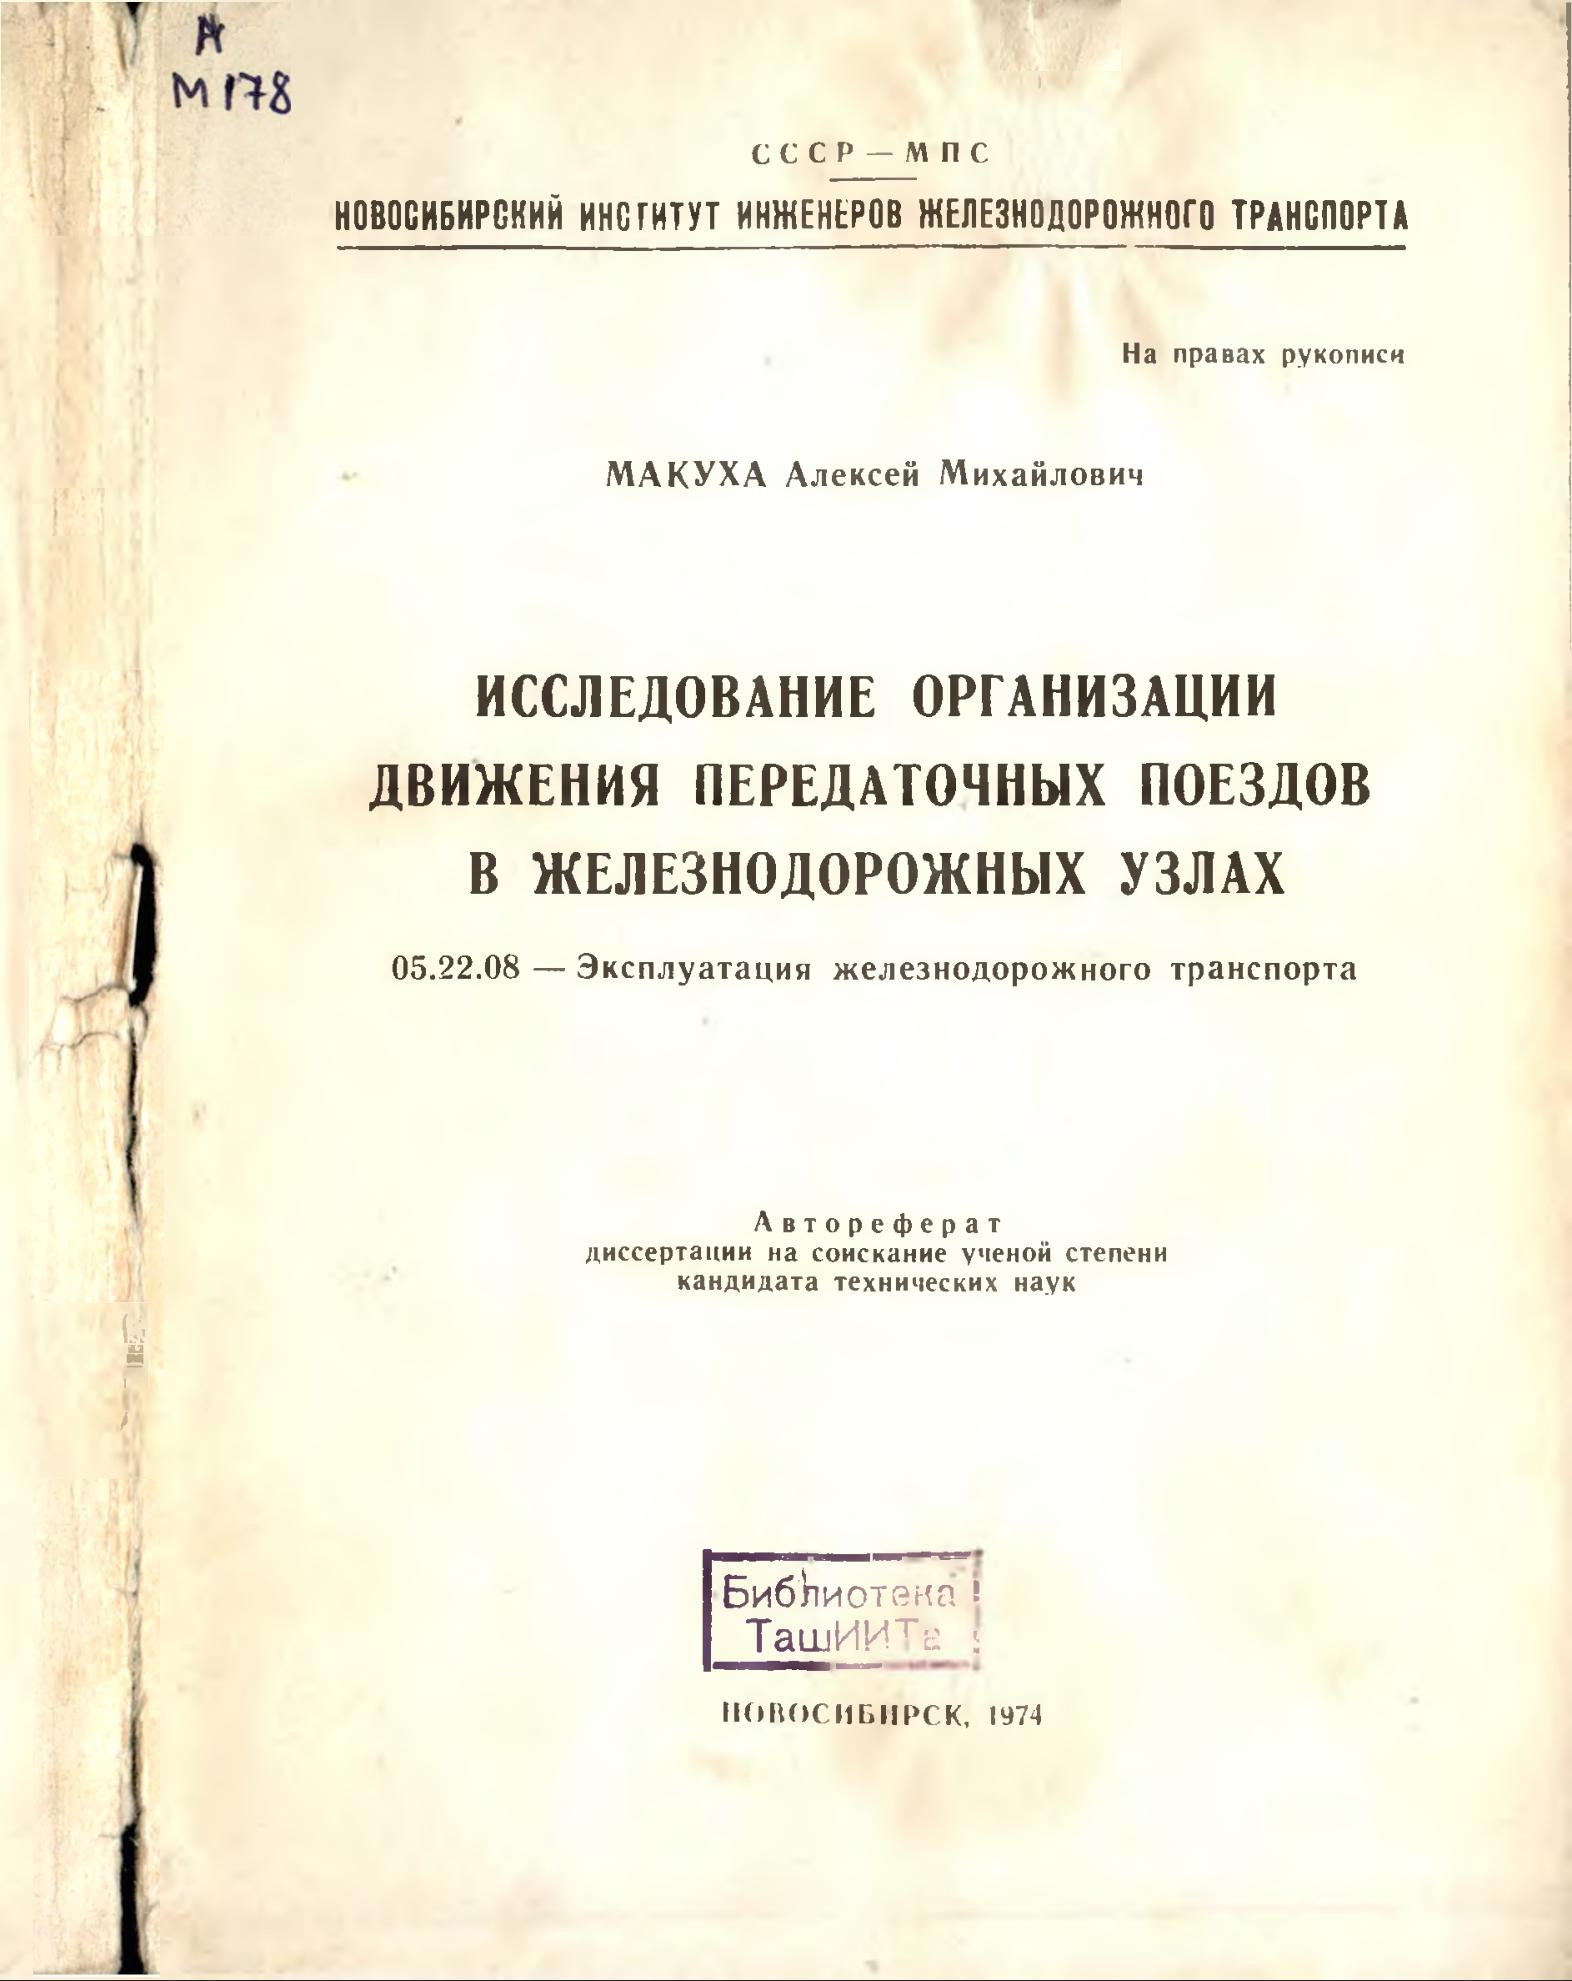 А
М178
СССР — МПС
НОВОСИБИРСКИЙ ИНСТИТУТ ИНЖЕНЕРОВ ЖЕЛЕЗНОДОРОЖНОГО ТРАНСПОРТА
На правах рукописи
МАКУХА Алексей Михайлович
ИССЛЕДОВАНИЕ ОРГАНИЗАЦИИ
ДВИЖЕНИЯ ПЕРЕДАТОЧНЫХ ПОЕЗДОВ
В ЖЕЛЕЗНОДОРОЖНЫХ УЗЛАХ
05.22.08 — Эксплуатация железнодорожного транспорта
Автореферат
диссертации на соискание ученой степени
кандидата технических наук
Библиотека
ТашИИТа
НОВОСИБИРСК, 1974